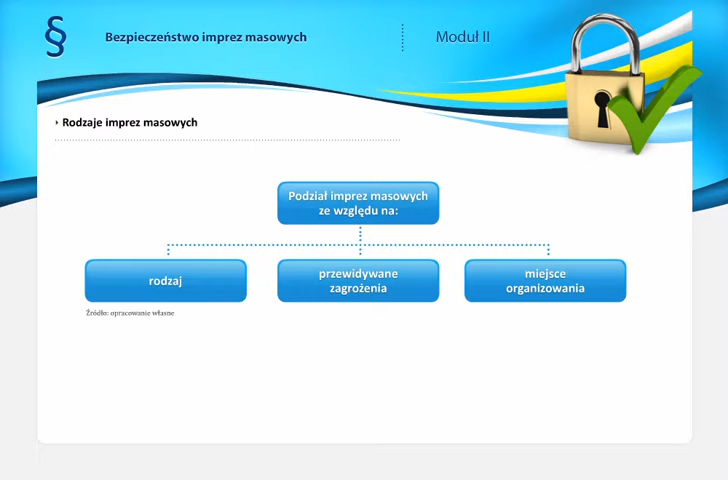 §
Bezpieczeństwo imprez masowych
Moduł II
Rodzaje imprez masowych
Podział imprez masowych
ze względu na:
rodzaj
przewidywane
zagrożenia
miejsce
organizowania
Źródło: opracowanie własne